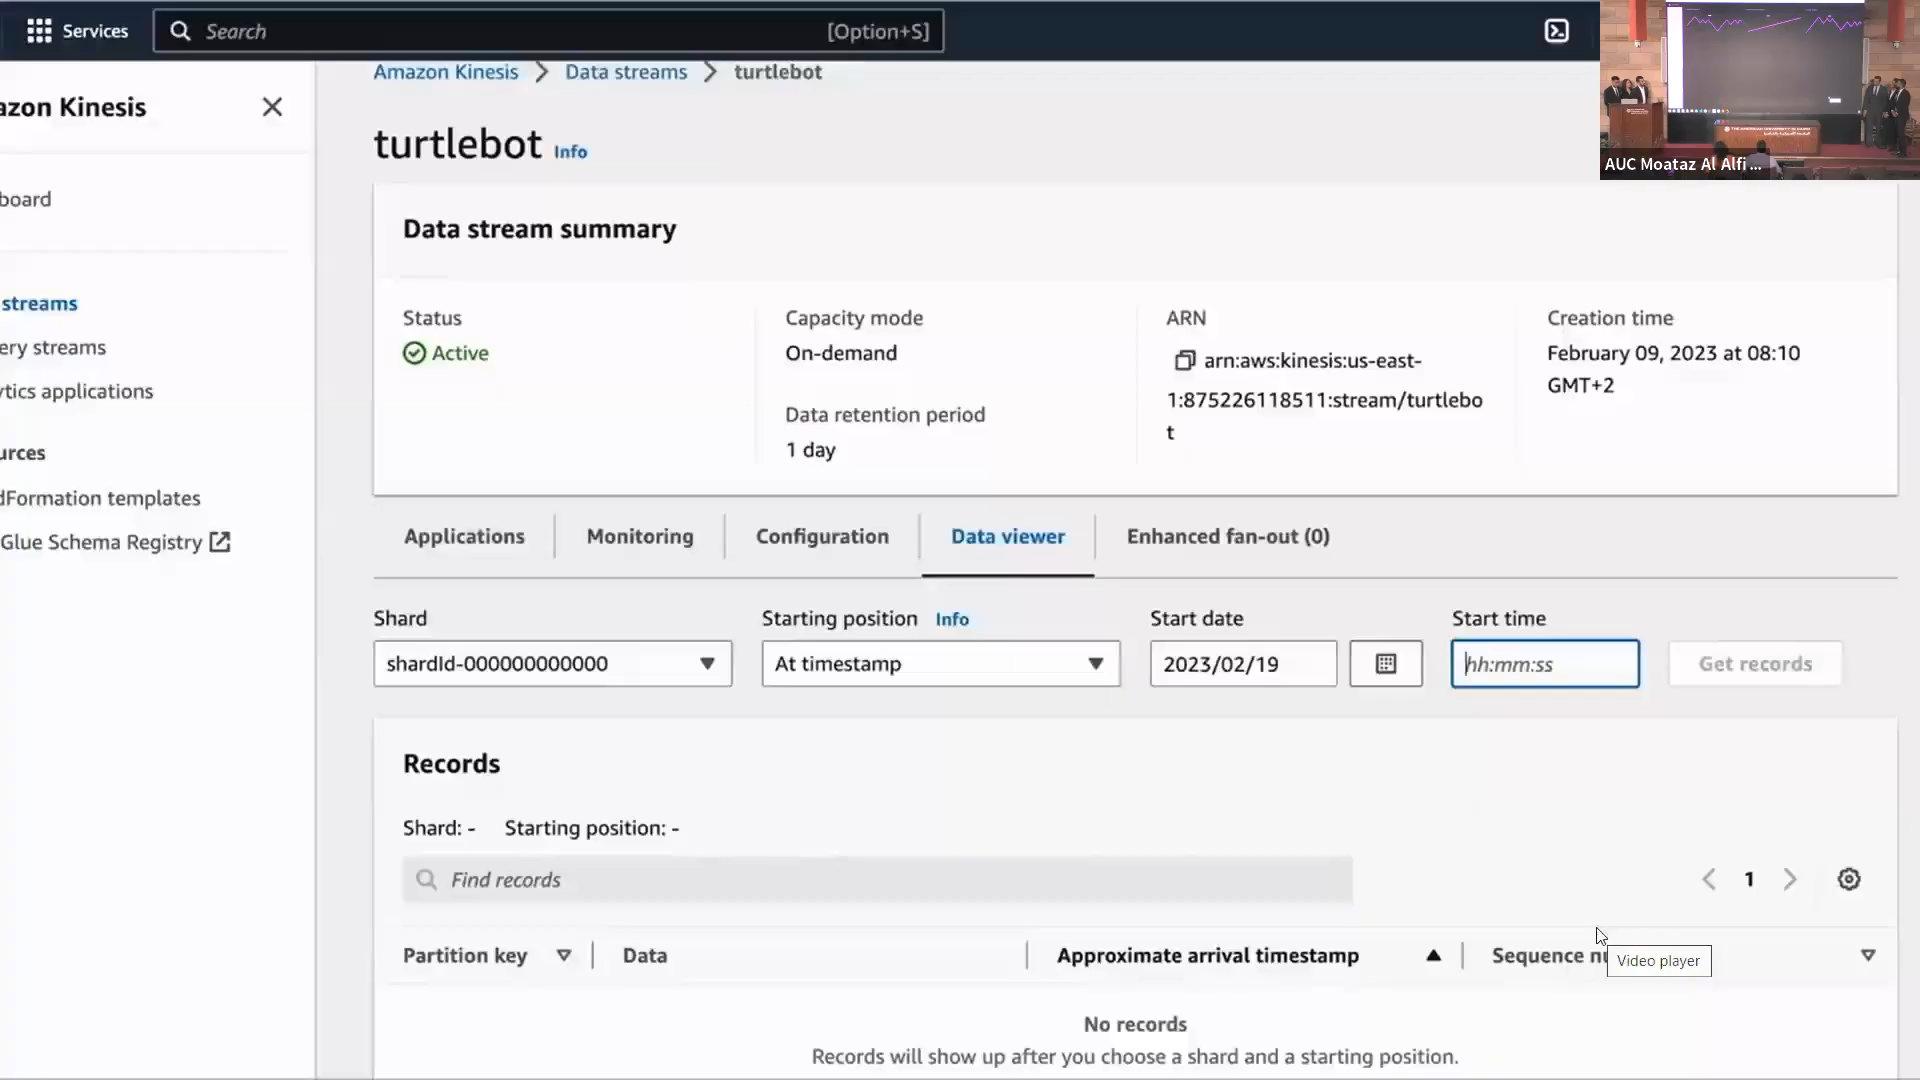 Services
Search
[Option+S]
Amazon Kinesis
Data streams
turtlebot
azon Kinesis
board
streams
ery streams
ytics applications
urces
dFormation templates
Glue Schema Registry
turtlebot Info
Data stream summary
Status
Active
Capacity mode
On-demand
Data retention period
1 day
ARN
arn:aws:kinesis:us-east-
1:875226118511:stream/turtlebo
t
Creation time
February 09, 2023 at 08:10
GMT+2
Applications
Monitoring
Configuration
Data viewer
Enhanced fan-out (0)
Shard
shardId-000000000000
Starting position Info
At timestamp
Start date
2023/02/19
Start time
hh:mm:ss
Get records
Records
Shard: - Starting position: -
Find records
1
Partition key
Data
Approximate arrival timestamp
Sequence nu
Video player
No records
Records will show up after you choose a shard and a starting position.
THE AMERICAN UNIVERSITY IN CAIRO
AUC Moataz Al Alfi ...